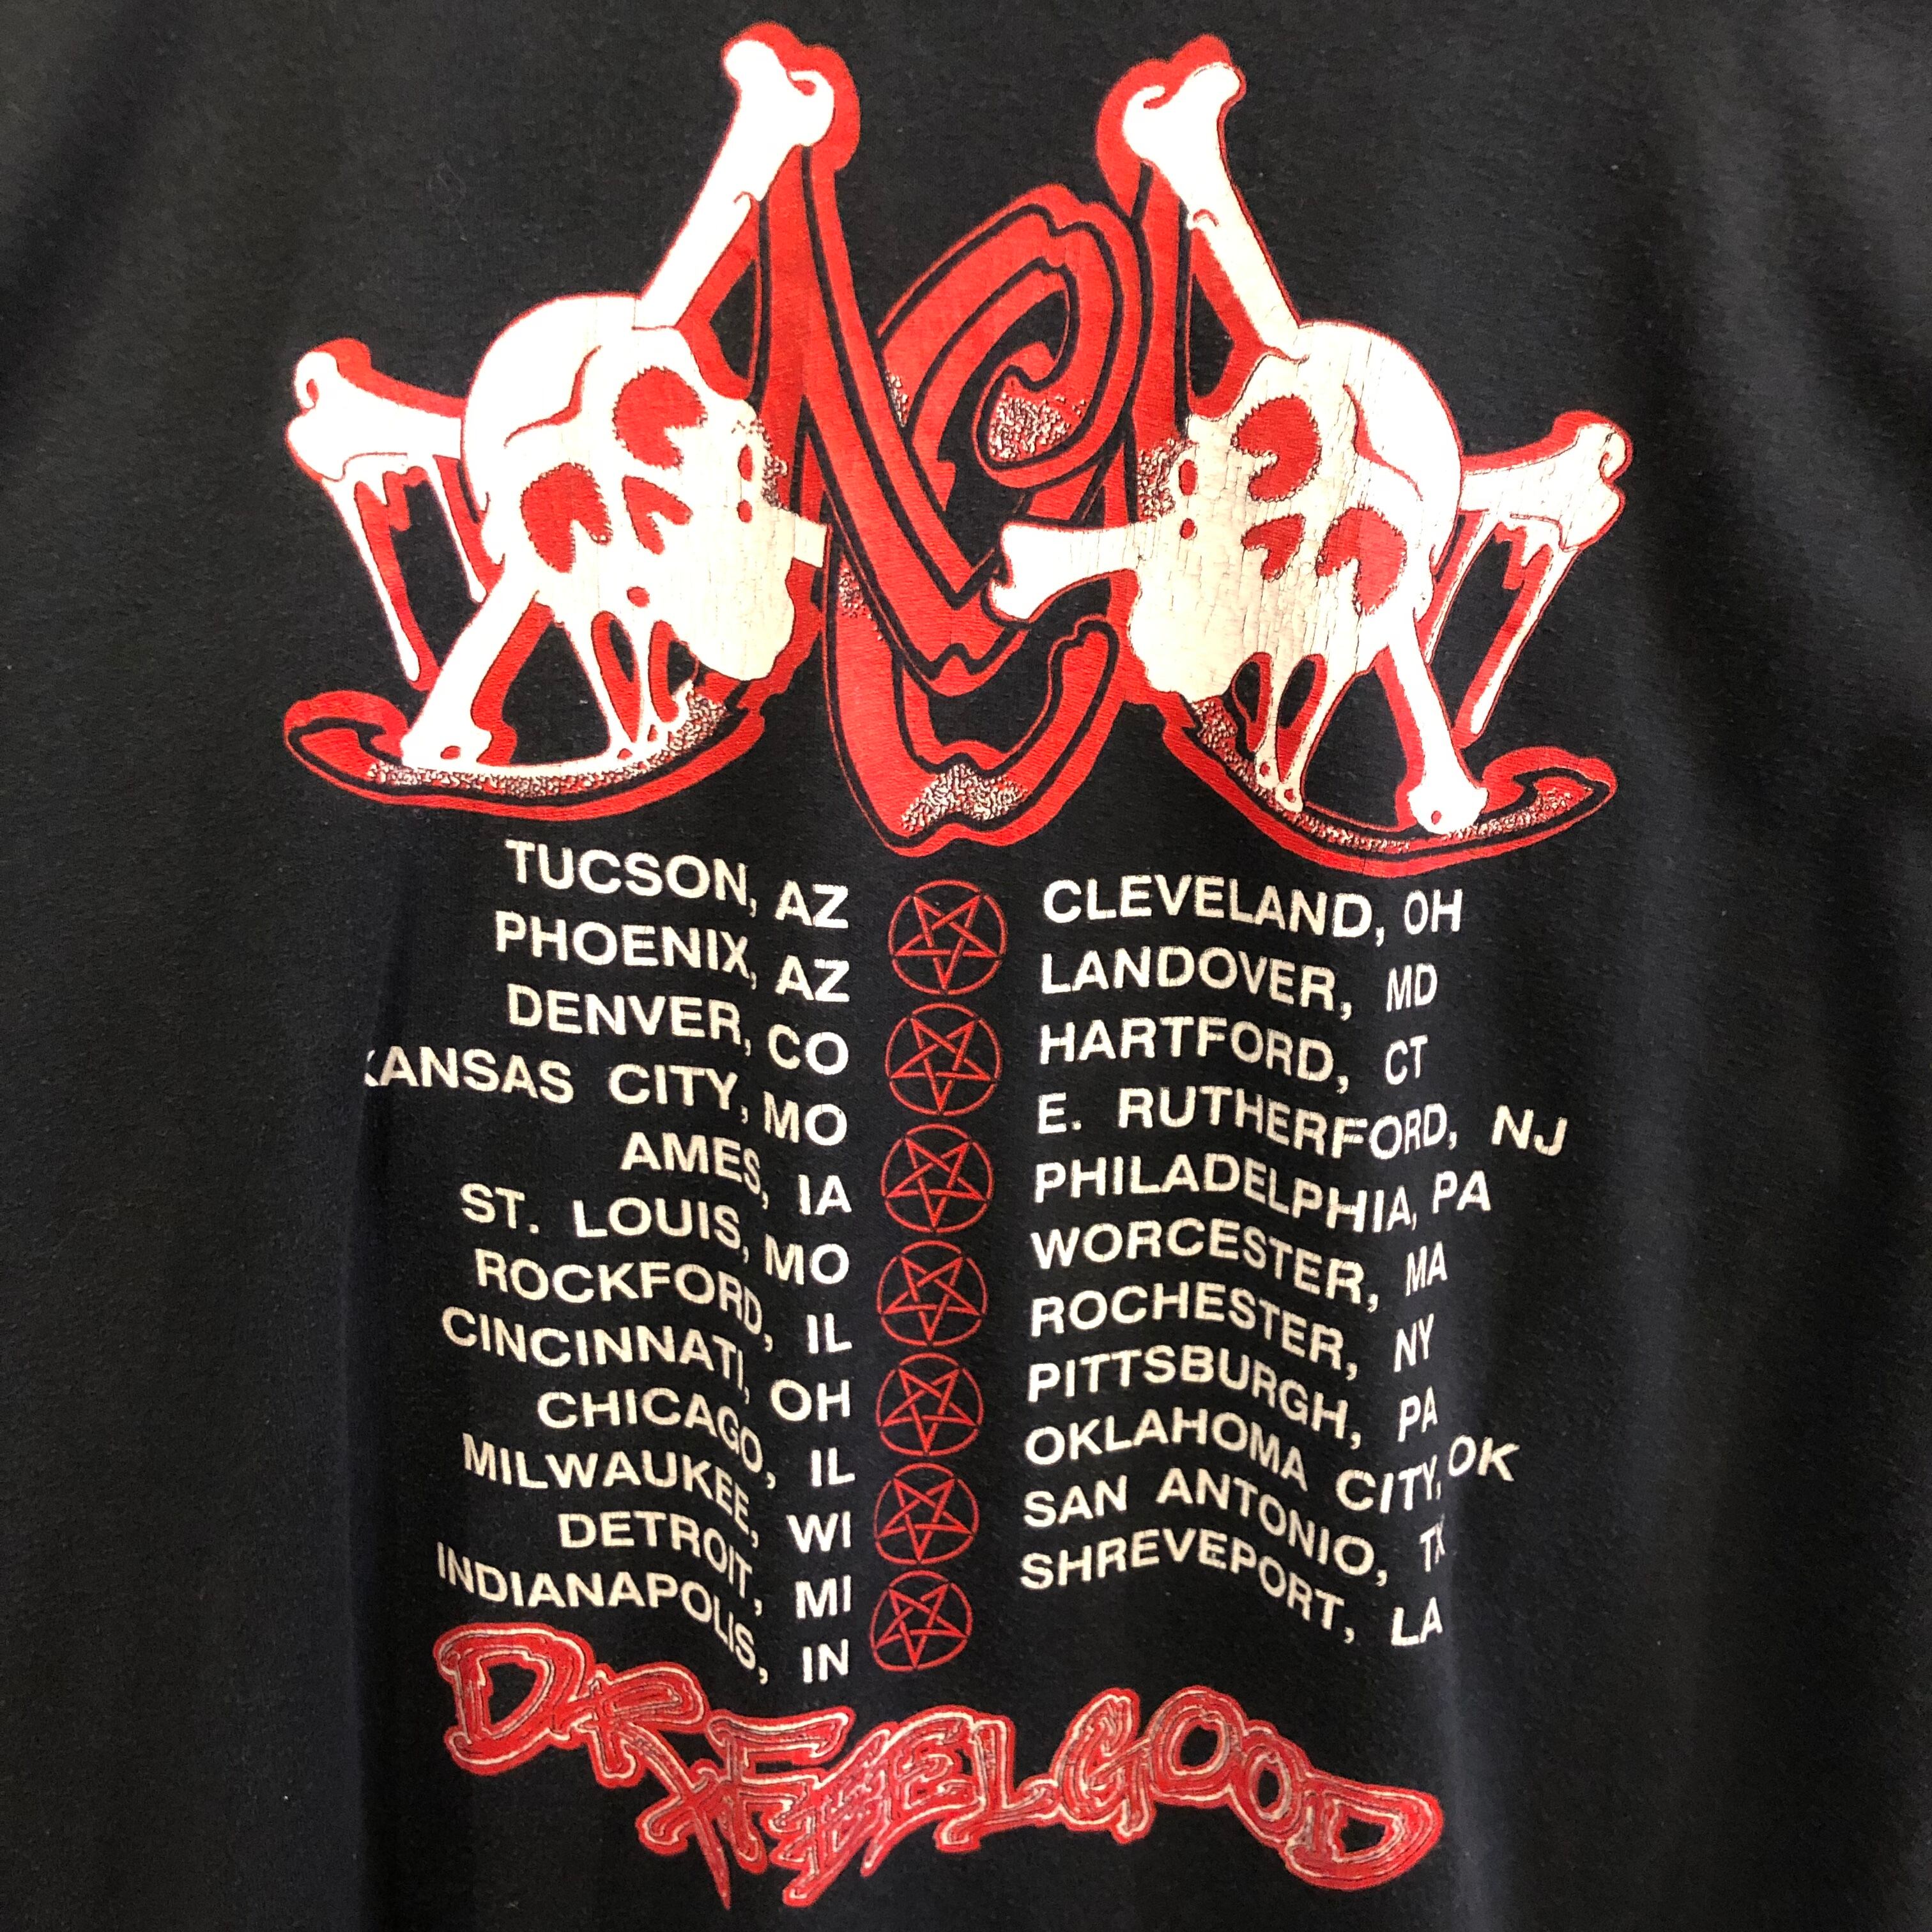 TUCSON, AZ
PHOENIX, AZ
DENVER, CO
KANSAS CITY, MO
AMES, IA
ST. LOUIS, MO
ROCKFORD, IL
CINCINNATI, OH
CHICAGO, IL
MILWAUKEE, WI
DETROIT, MI
INDIANAPOLIS, IN
CLEVELAND, OH
LANDOVER, MD
HARTFORD, CT
E. RUTHERFORD, NJ
PHILADELPHIA, PA
WORCESTER, MA
ROCHESTER, NY
PITTSBURGH, PA
OKLAHOMA CITY, OK
SAN ANTONIO, TX
SHREVEPORT, LA
DR. FEELGOOD